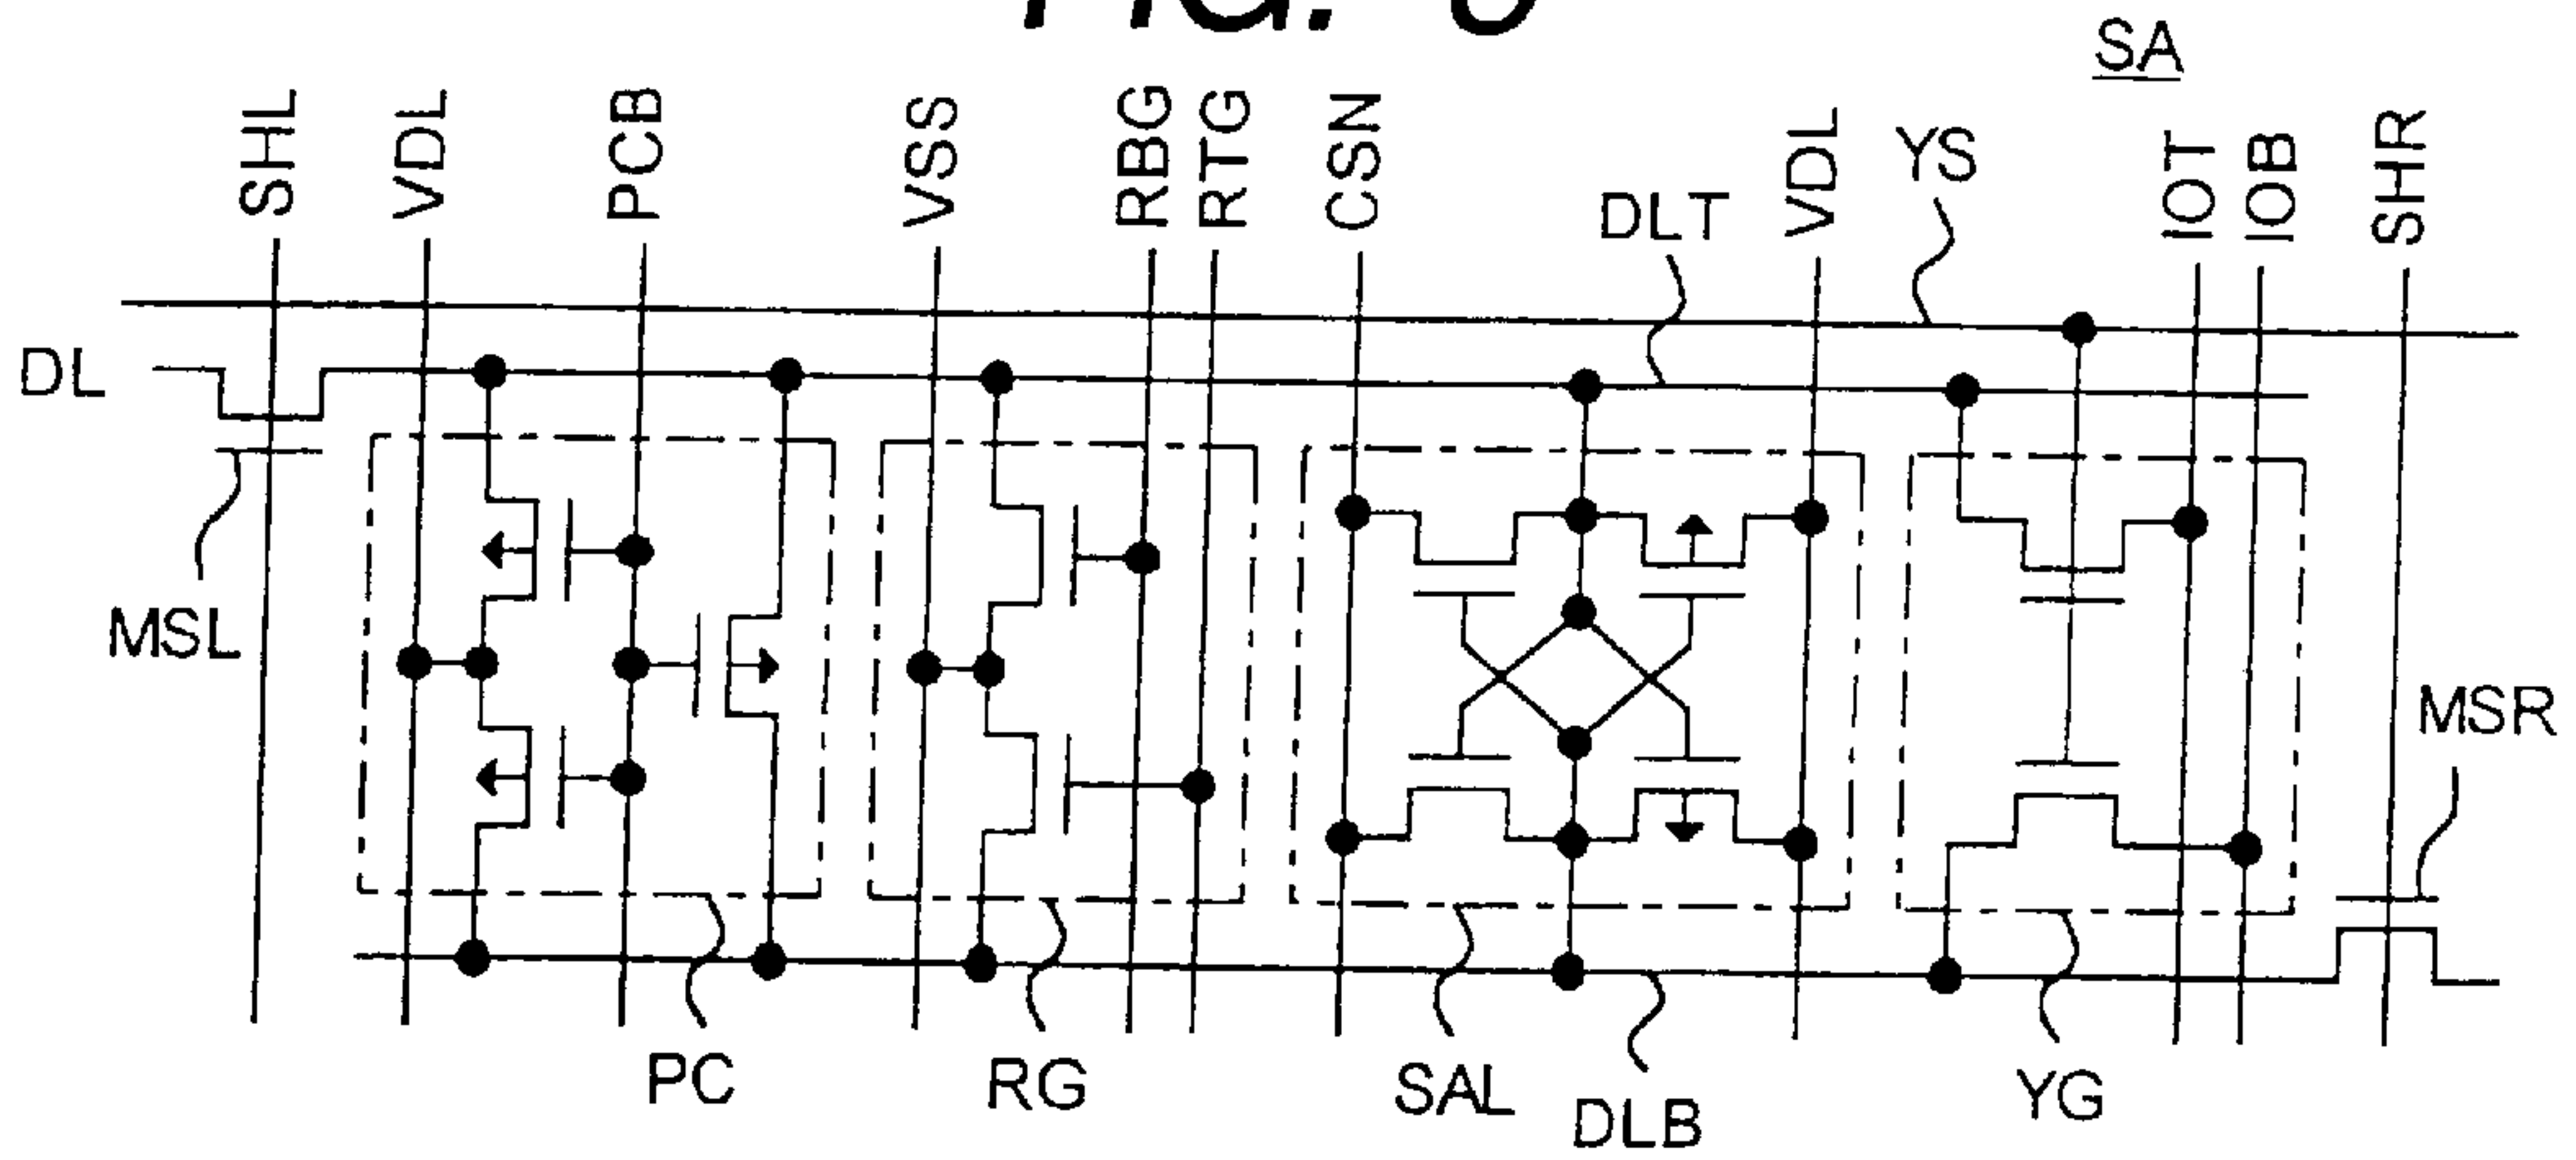 SA
SHL
VDL
PCB
VSS
RBG
RTG
CSN
DLT
VDL
YS
IOT
IOB
SHR
DL
MSL
MSR
PC
RG
SAL
DLB
YG